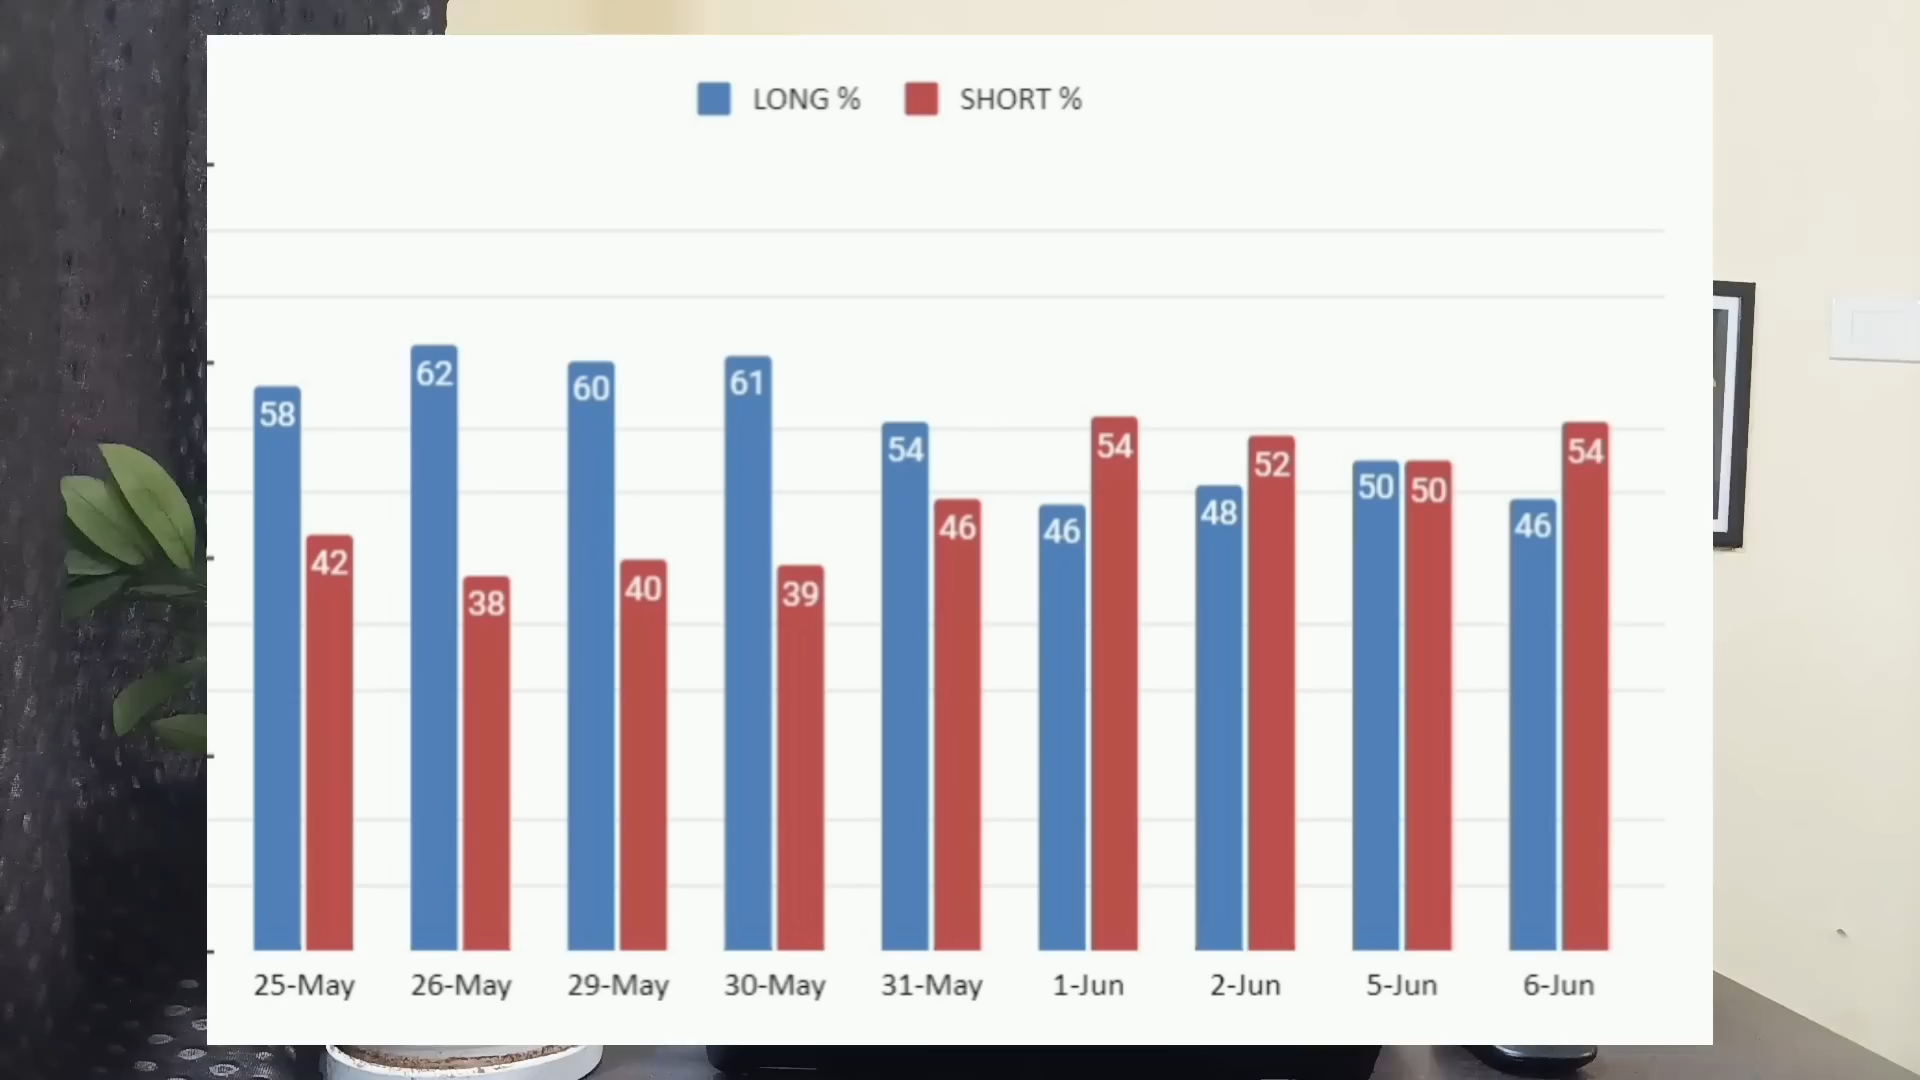 LONG % SHORT %
58 62 60 61 54 46 54 48 52 50 50 46 54
42 38 40 39 46
25-May 26-May 29-May 30-May 31-May 1-Jun 2-Jun 5-Jun 6-Jun